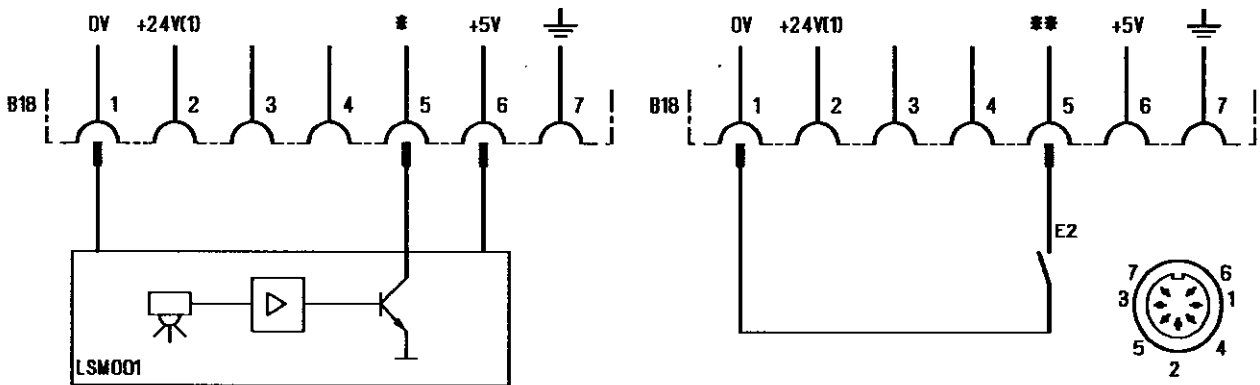 0V +24V(1) * +5V
B18 1 2 3 4 5 6 7
LSM001
0V +24V(1) ** +5V
B18 1 2 3 4 5 6 7
E2
7 6
3 1
5 4
2